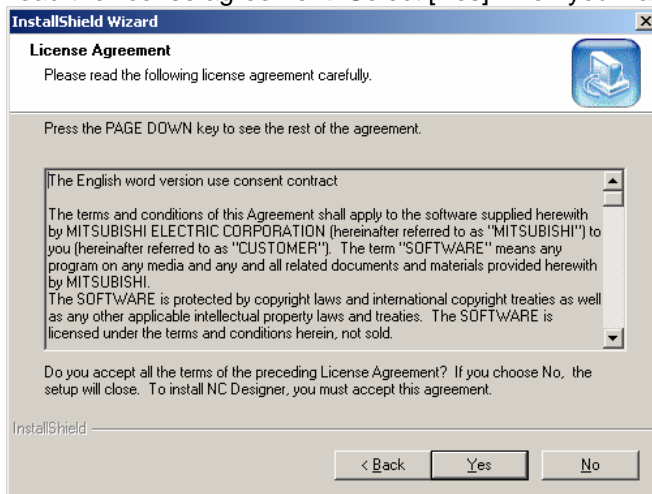 InstallShield Wizard
License Agreement
Please read the following license agreement carefully.
Press the PAGE DOWN key to see the rest of the agreement.
The English word version use consent contract
The terms and conditions of this Agreement shall apply to the software supplied herewith
by MITSUBISHI ELECTRIC CORPORATION (hereinafter referred to as "MITSUBISHI") to
you (hereinafter referred to as "CUSTOMER"). The term "SOFTWARE" means any
program on any media and any and all related documents and materials provided herewith
by MITSUBISHI.
The SOFTWARE is protected by copyright laws and international copyright treaties as well
as any other applicable intellectual property laws and treaties. The SOFTWARE is
licensed under the terms and conditions herein, not sold.
Do you accept all the terms of the preceding License Agreement? If you choose No, the
setup will close. To install NC Designer, you must accept this agreement.
InstallShield
< Back Yes No